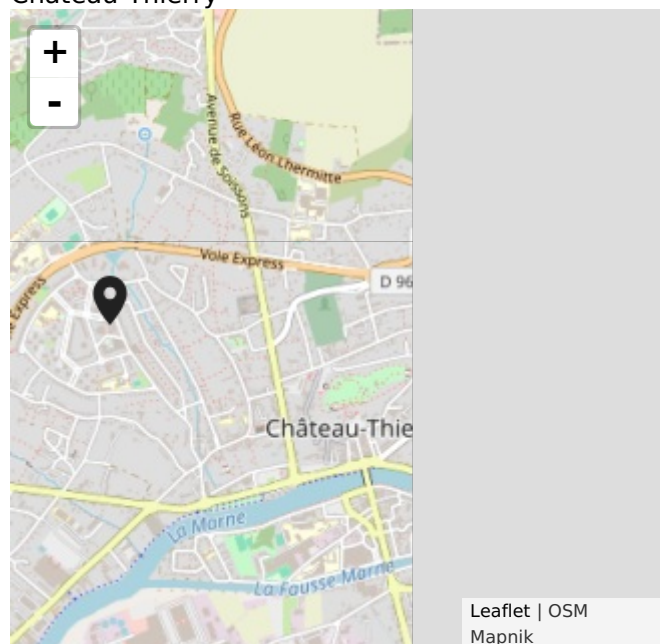 Château-Thierry
+
-
Avenue de Soissons
Rue Léon Lhermitte
Voie Express
D 96
Express
Château-Thie
La Marne
La Fausse Marne
Leaflet | OSM
Mapnik